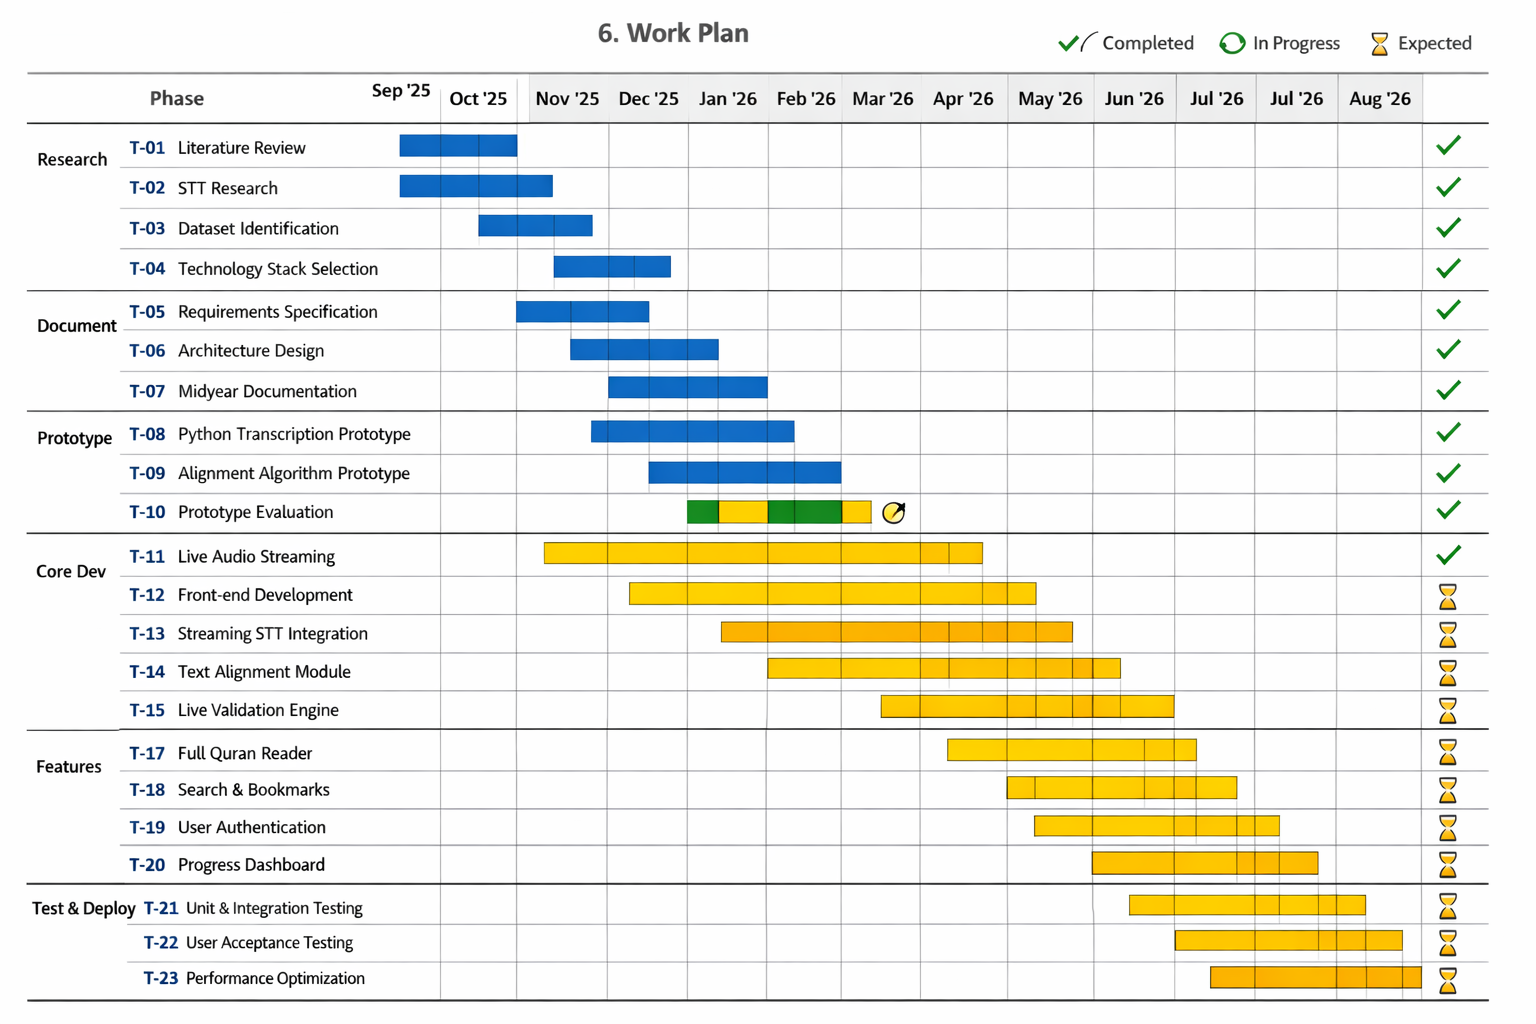 6. Work Plan
Completed
In Progress
Expected
Phase
Sep '25
Oct '25
Nov '25
Dec '25
Jan '26
Feb '26
Mar '26
Apr '26
May '26
Jun '26
Jul '26
Jul '26
Aug '26
Research
T-01 Literature Review
T-02 STT Research
T-03 Dataset Identification
T-04 Technology Stack Selection
Document
T-05 Requirements Specification
T-06 Architecture Design
T-07 Midyear Documentation
Prototype
T-08 Python Transcription Prototype
T-09 Alignment Algorithm Prototype
T-10 Prototype Evaluation
Core Dev
T-11 Live Audio Streaming
T-12 Front-end Development
T-13 Streaming STT Integration
T-14 Text Alignment Module
T-15 Live Validation Engine
Features
T-17 Full Quran Reader
T-18 Search & Bookmarks
T-19 User Authentication
T-20 Progress Dashboard
Test & Deploy
T-21 Unit & Integration Testing
T-22 User Acceptance Testing
T-23 Performance Optimization